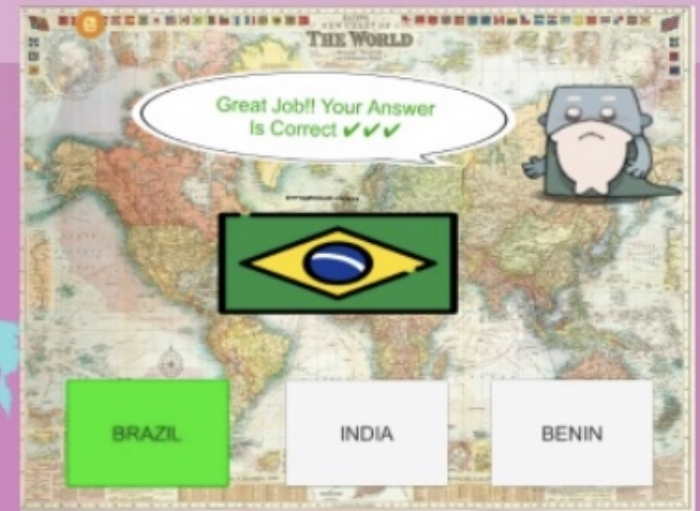 THE WORLD
Great Job!! Your Answer
Is Correct ✔✔✔
BRAZIL
INDIA
BENIN